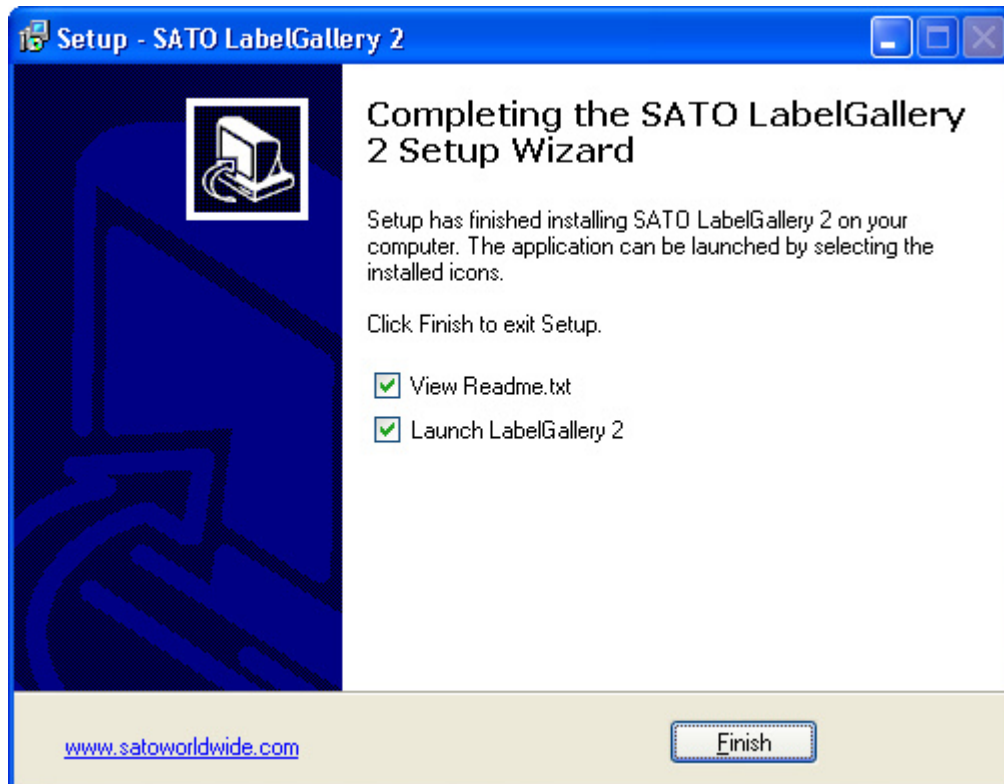 Setup - SATO LabelGallery 2
Completing the SATO LabelGallery
2 Setup Wizard
Setup has finished installing SATO LabelGallery 2 on your
computer. The application can be launched by selecting the
installed icons.
Click Finish to exit Setup.
View Readme.txt
Launch LabelGallery 2
www.satoworldwide.com
Finish